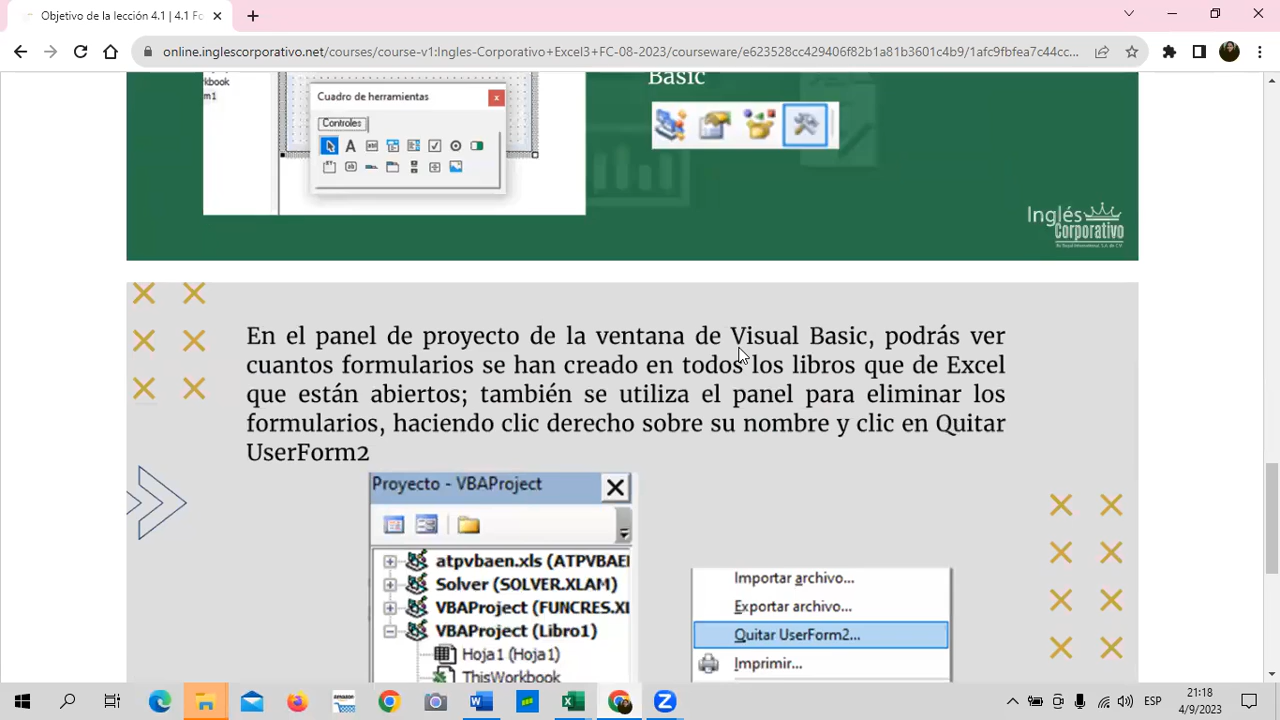 Objetivo de la lección 4.1 | 4.1 Fo
online.inglescorporativo.net/courses/course-v1:Ingles-Corporativo+Excel3+FC-08-2023/courseware/e623528cc429406f82b1a81b3601c4b9/1afc9fbfea7c44cc...
Basic
rkbook
m1
Cuadro de herramientas
Controles
Inglés
Corporativo
En el panel de proyecto de la ventana de Visual Basic, podrás ver
cuantos formularios se han creado en todos los libros que de Excel
que están abiertos; también se utiliza el panel para eliminar los
formularios, haciendo clic derecho sobre su nombre y clic en Quitar
UserForm2
Proyecto - VBAProject
atpvbaen.xls (ATPVBAE
Solver (SOLVER.XLAM)
VBAProject (FUNCRES.XL
VBAProject (Libro1)
Hoja1 (Hoja1)
ThisWorkbook
Importar archivo...
Exportar archivo...
Quitar UserForm2...
Imprimir...
amazon
ESP
21:18
4/9/2023